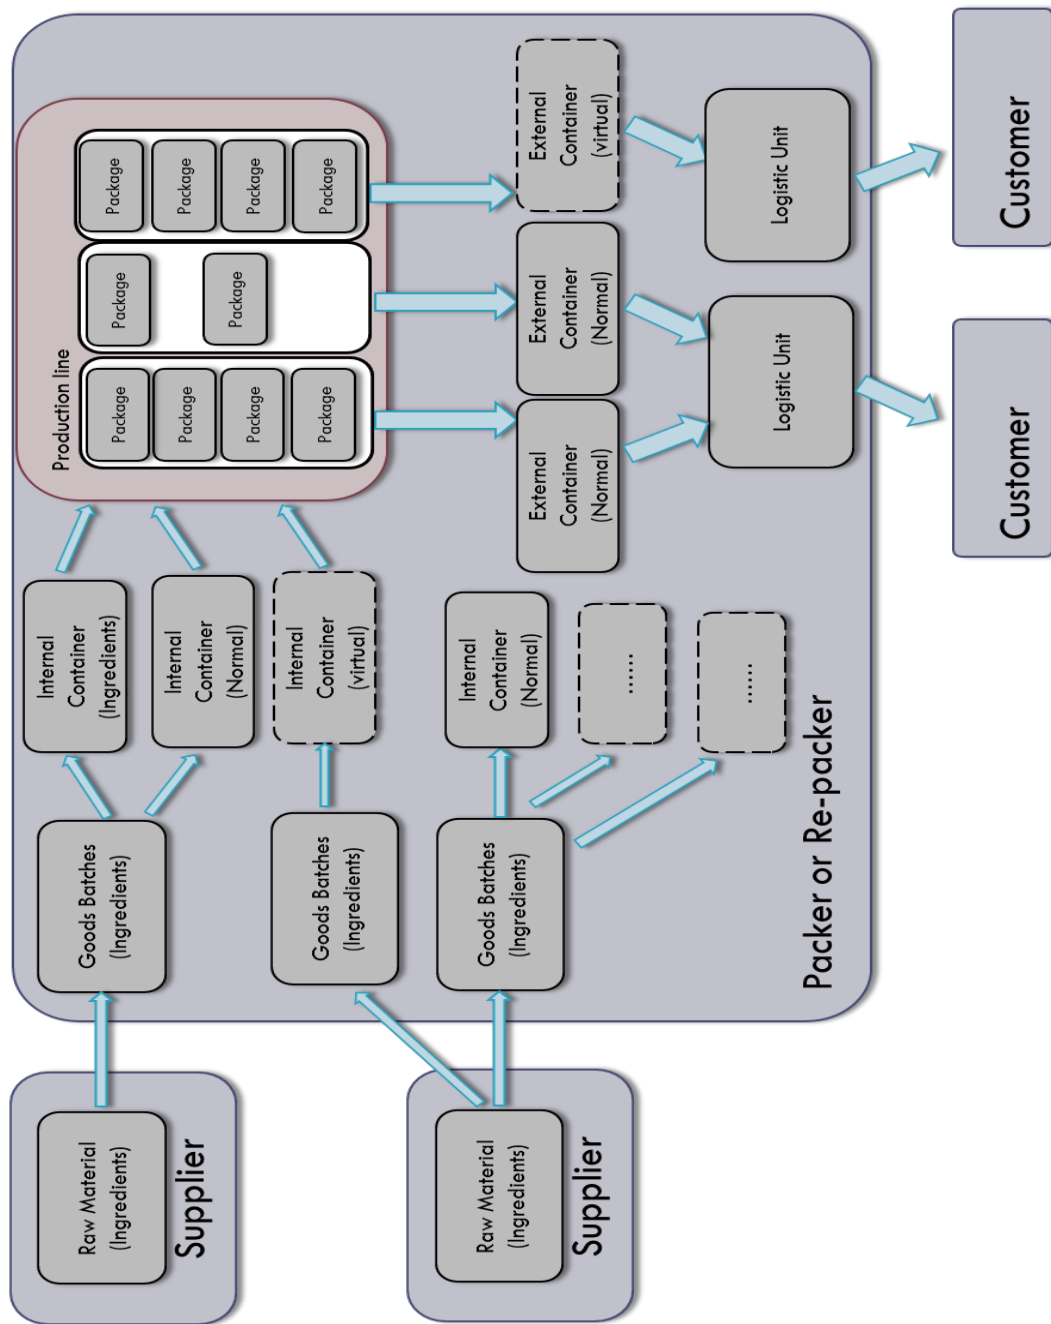 Raw Material
(Ingredients)
Supplier
Raw Material
(Ingredients)
Supplier
Goods Batches
(Ingredients)
Goods Batches
(Ingredients)
Goods Batches
(Ingredients)
Internal
Container
(Ingredients)
Internal
Container
(Normal)
Internal
Container
(virtual)
Internal
Container
(Normal)
......
......
Production line
Package
Package
Package
Package
Package
Package
Package
Package
Package
Package
External
Container
(Normal)
External
Container
(Normal)
External
Container
(virtual)
Logistic Unit
Logistic Unit
Packer or Re-packer
Customer
Customer